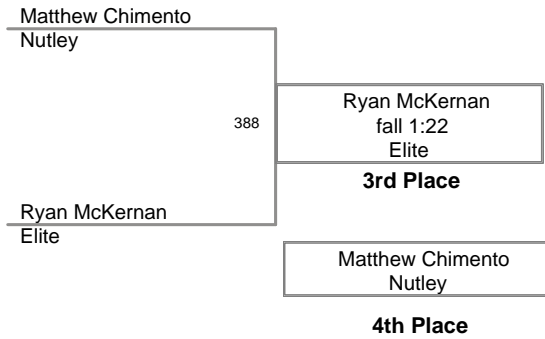 Matthew Chimento
Nutley
388
Ryan McKernan
fall 1:22
Elite
3rd Place
Ryan McKernan
Elite
Matthew Chimento
Nutley
4th Place